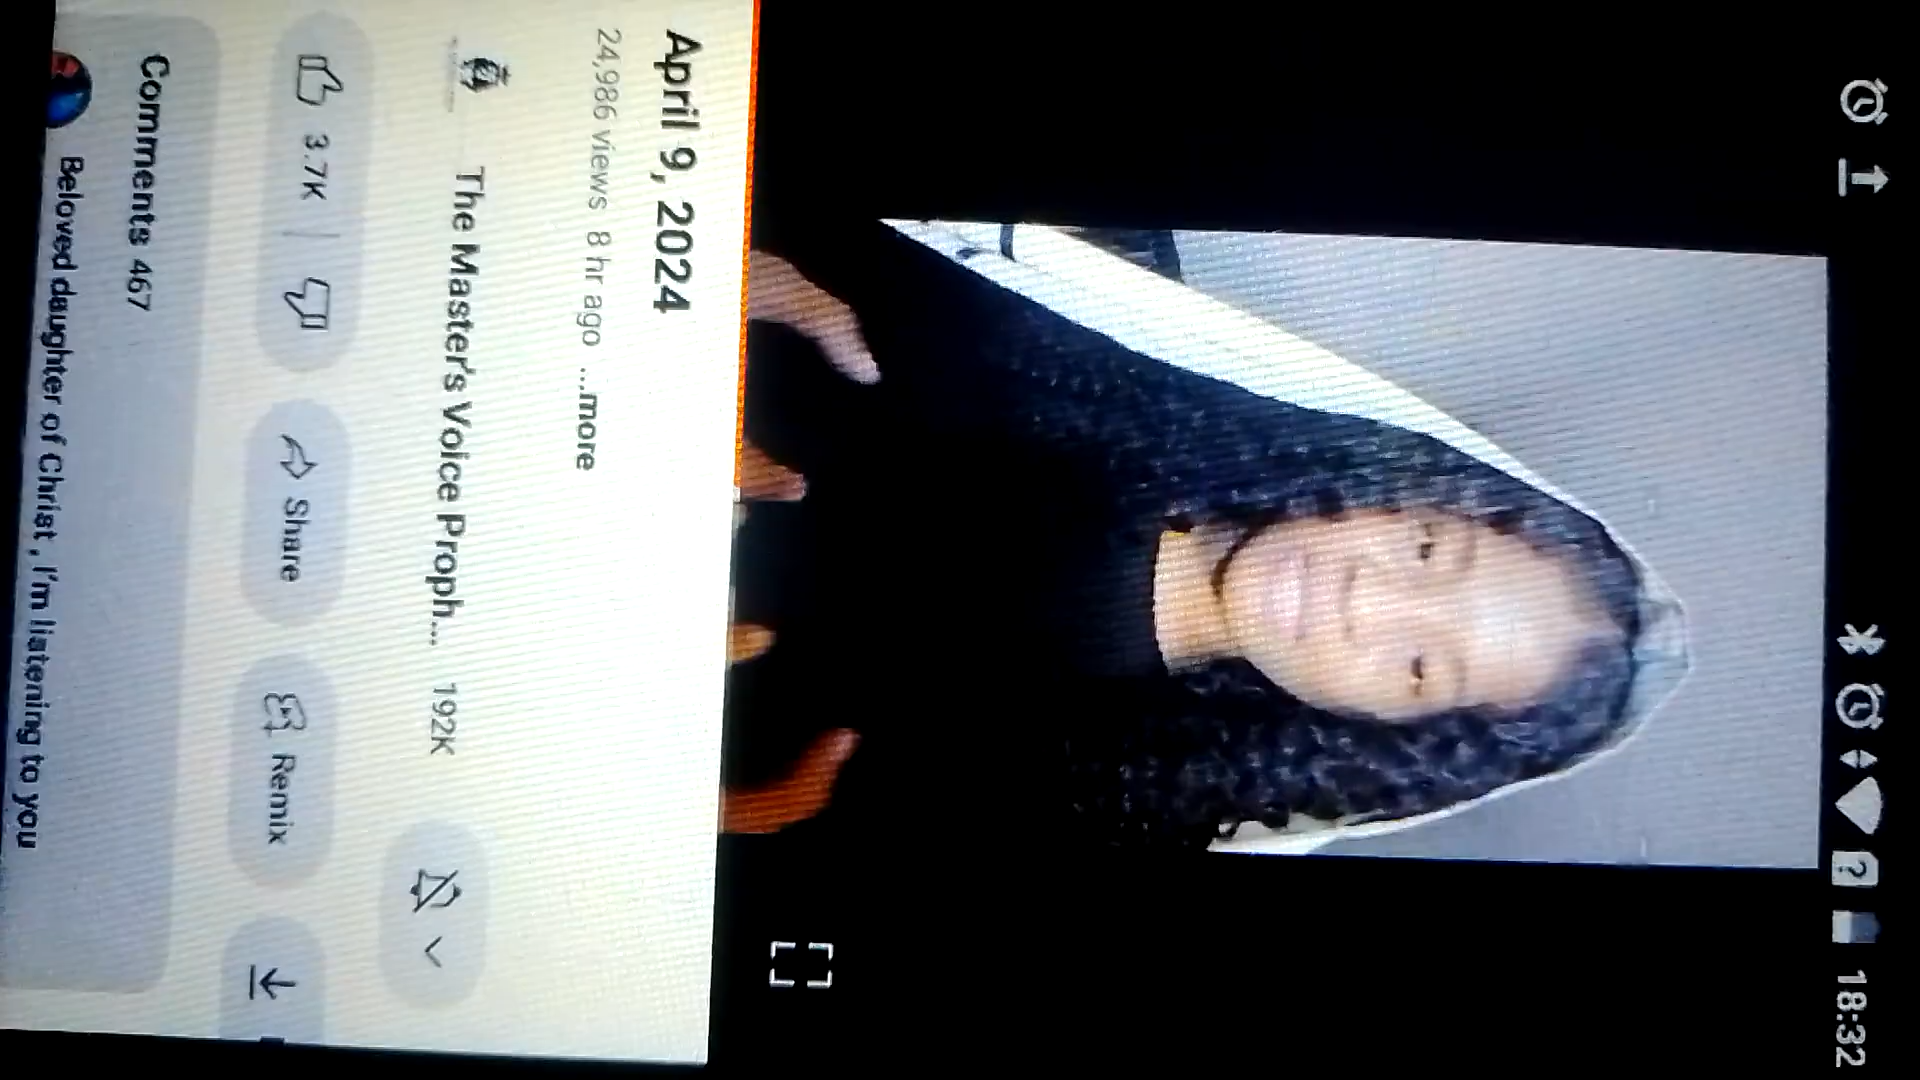 18:32
April 9, 2024
24,986 views 8 hr ago ...more
The Master's Voice Proph... 192K
3.7K
Share
Remix
Comments 467
Beloved daughter of Christ, I'm listening to you